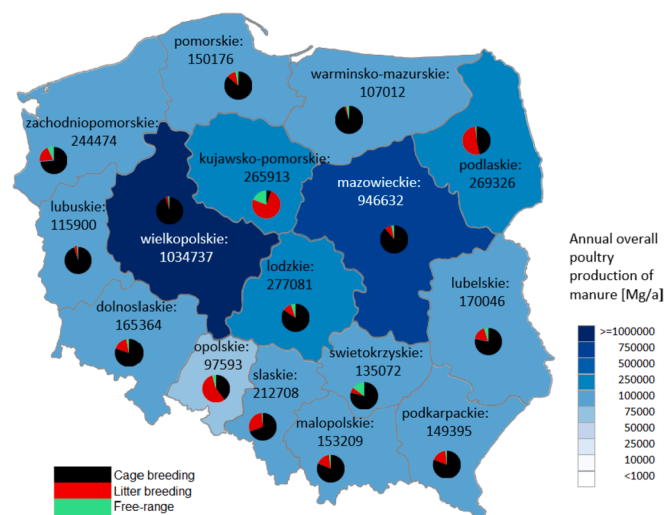 pomorskie:
150176
warminsko-mazurskie:
107012
zachodniopomorskie:
244474
kujawsko-pomorskie:
265913
podlaskie:
269326
mazowieckie:
946632
lubuskie:
115900
wielkopolskie:
1034737
lodzkie:
277081
lubelskie:
170046
dolnoslaskie:
165364
opolskie:
97593
slaskie:
212708
świetokrzyskie:
135072
malopolskie:
153209
podkarpackie:
149395
Annual overall
poultry
production of
manure [Mg/a]
>=1000000
750000
500000
250000
100000
75000
50000
25000
10000
<1000
Cage breeding
Litter breeding
Free-range